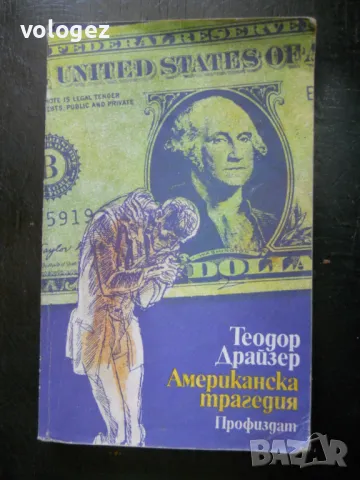 vologez
FEDERAL RESERVE
UNITED STATES OF
NOTE IS LEGAL TENDER
DEBTS, PUBLIC AND PRIVATE
B
5919
DOLLA
Теодор
Драйзер
Американска
трагедия
Профиздат
BAZAR